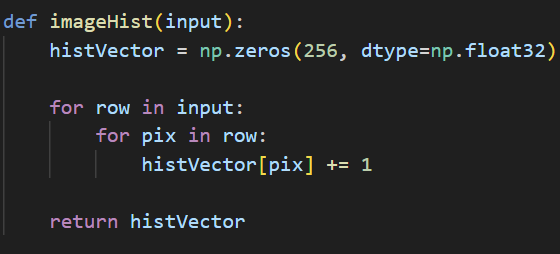 def imageHist(input):
    histVector = np.zeros(256, dtype=np.float32)

    for row in input:
        for pix in row:
            histVector[pix] += 1

    return histVector